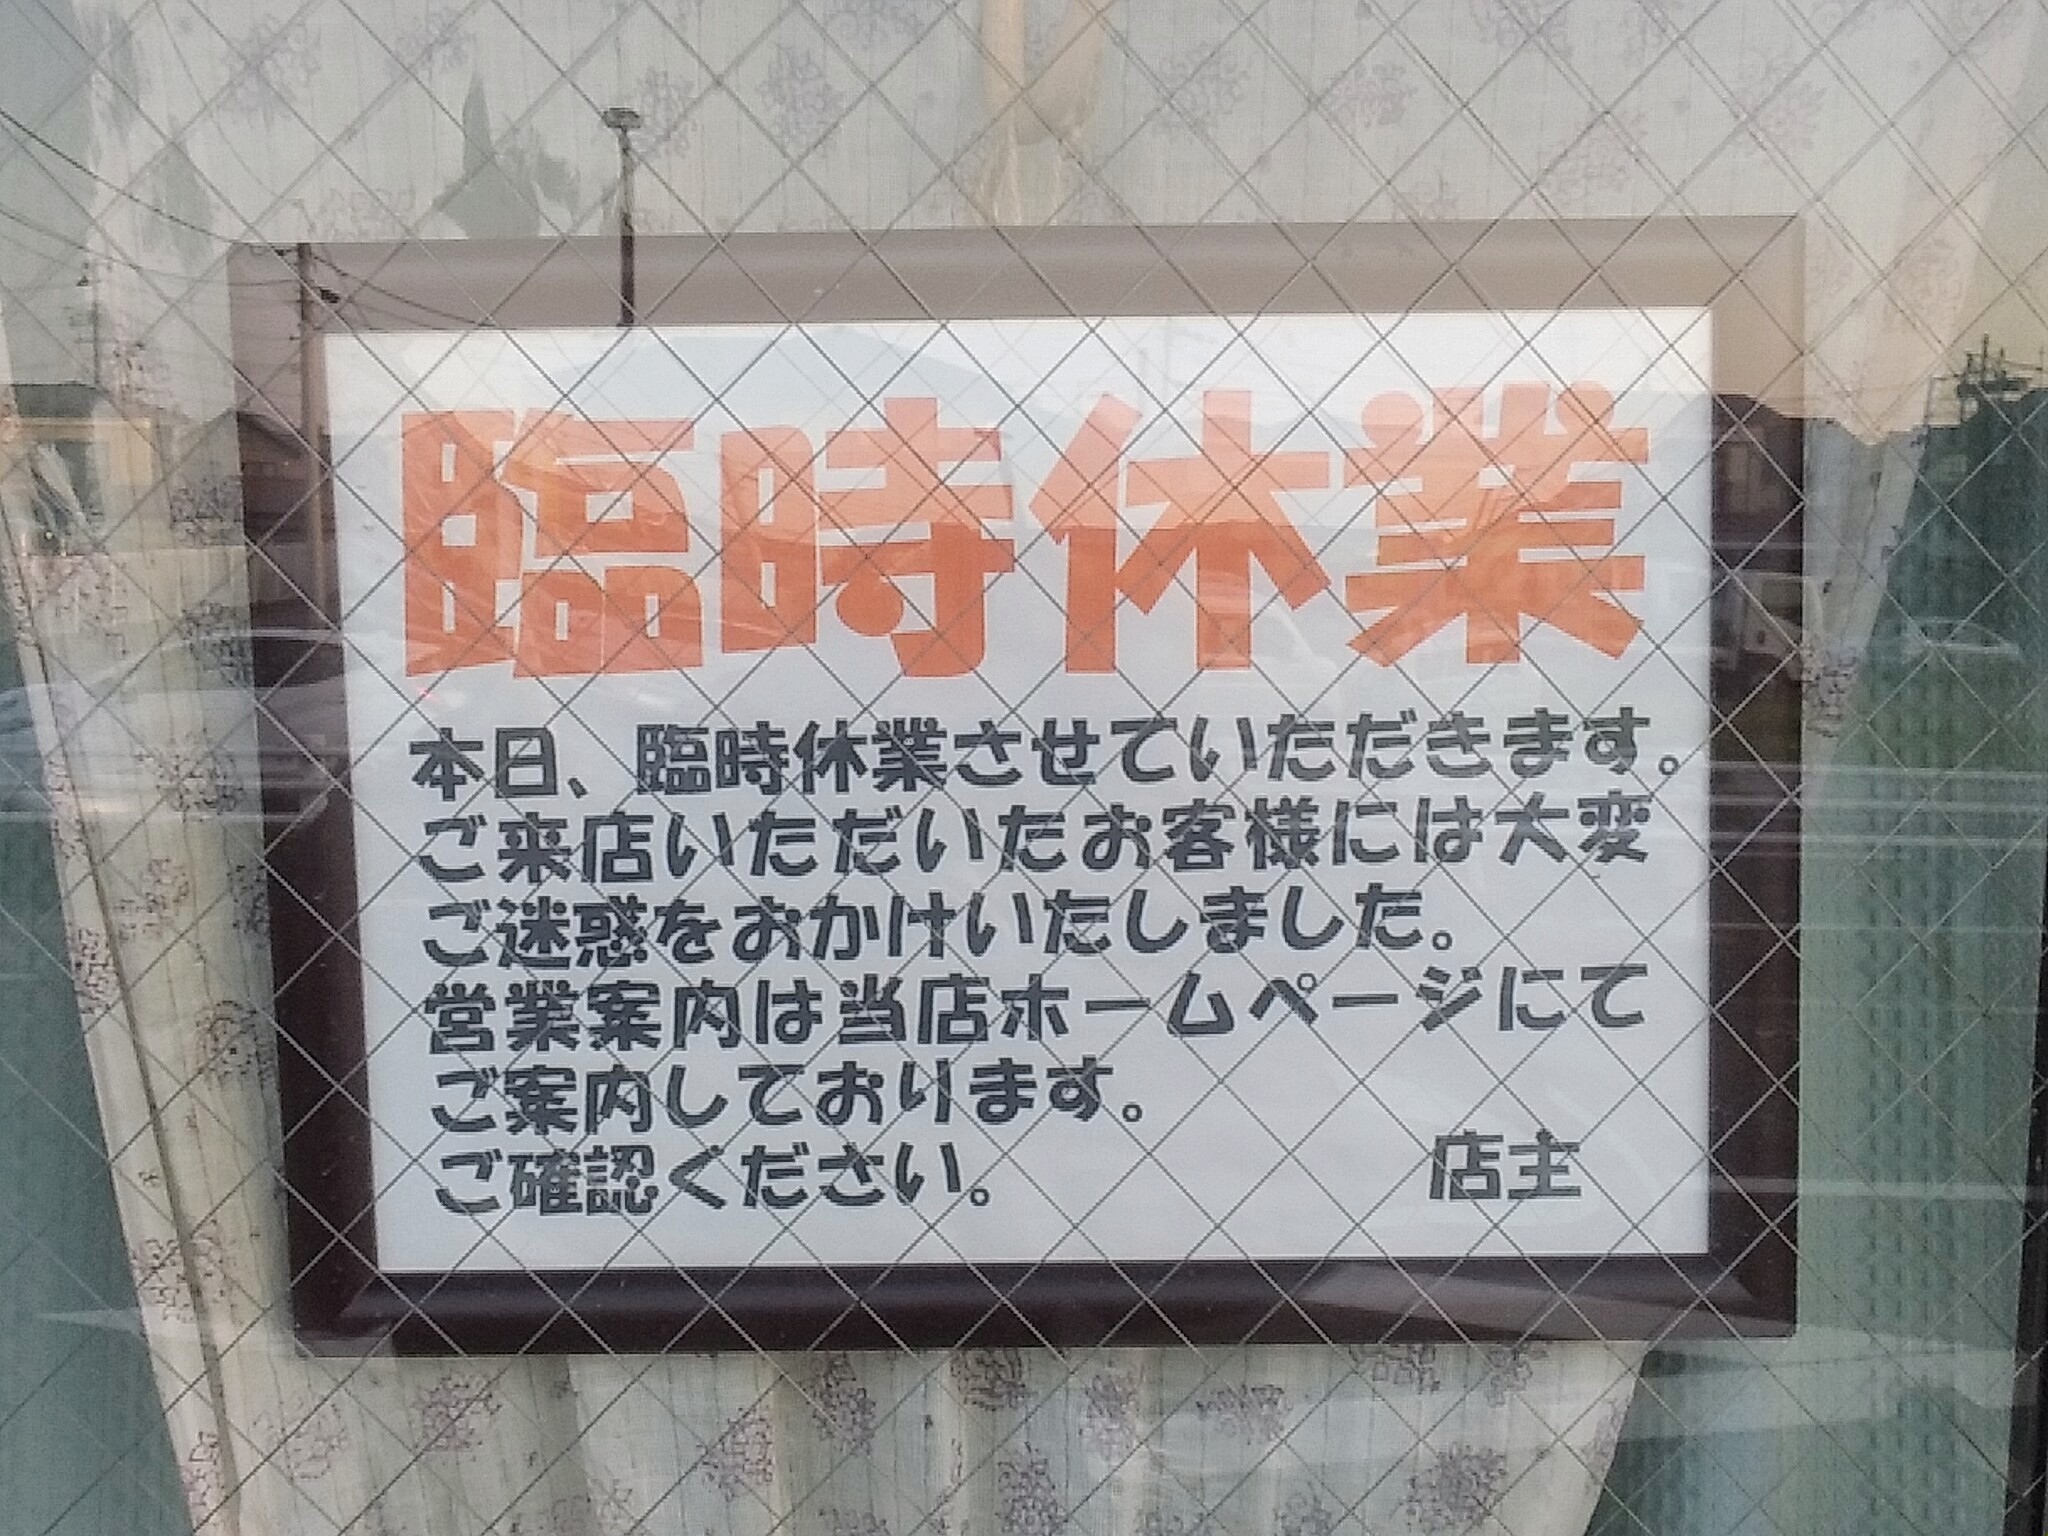 臨時休業
本日、臨時休業させていただきます。
ご来店いただいたお客様には大変
ご迷惑をおかけいたしました。
営業案内は当店ホームページにて
ご案内しております。
ご確認ください。
店主